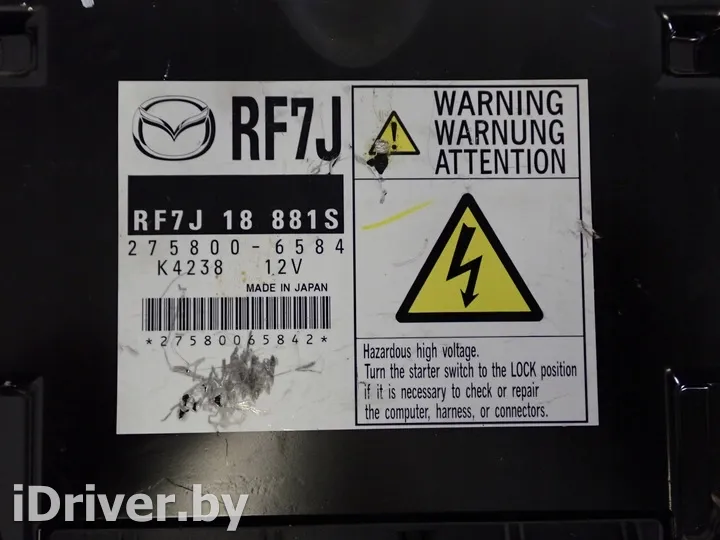 RF7J
RF7J 18 881S
275800-6584
K4238 12V
MADE IN JAPAN
*27580065842*
WARNING
WARNUNG
ATTENTION
Hazardous high voltage.
Turn the starter switch to the LOCK position
if it is necessary to check or repair
the computer, harness, or connectors.
iDriver.by